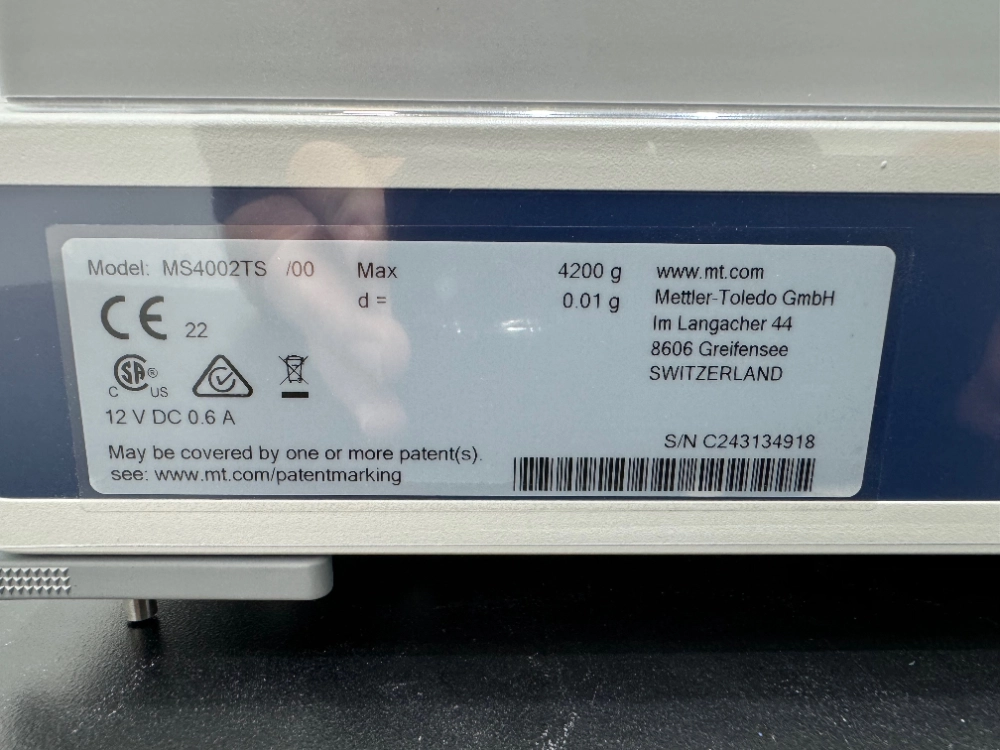 Model: MS4002TS /00
Max 4200 g
d = 0.01 g
CE 22
C SA ® US
12 V DC 0.6 A
May be covered by one or more patent(s).
see: www.mt.com/patentmarking
www.mt.com
Mettler-Toledo GmbH
Im Langacher 44
8606 Greifensee
SWITZERLAND
S/N C243134918